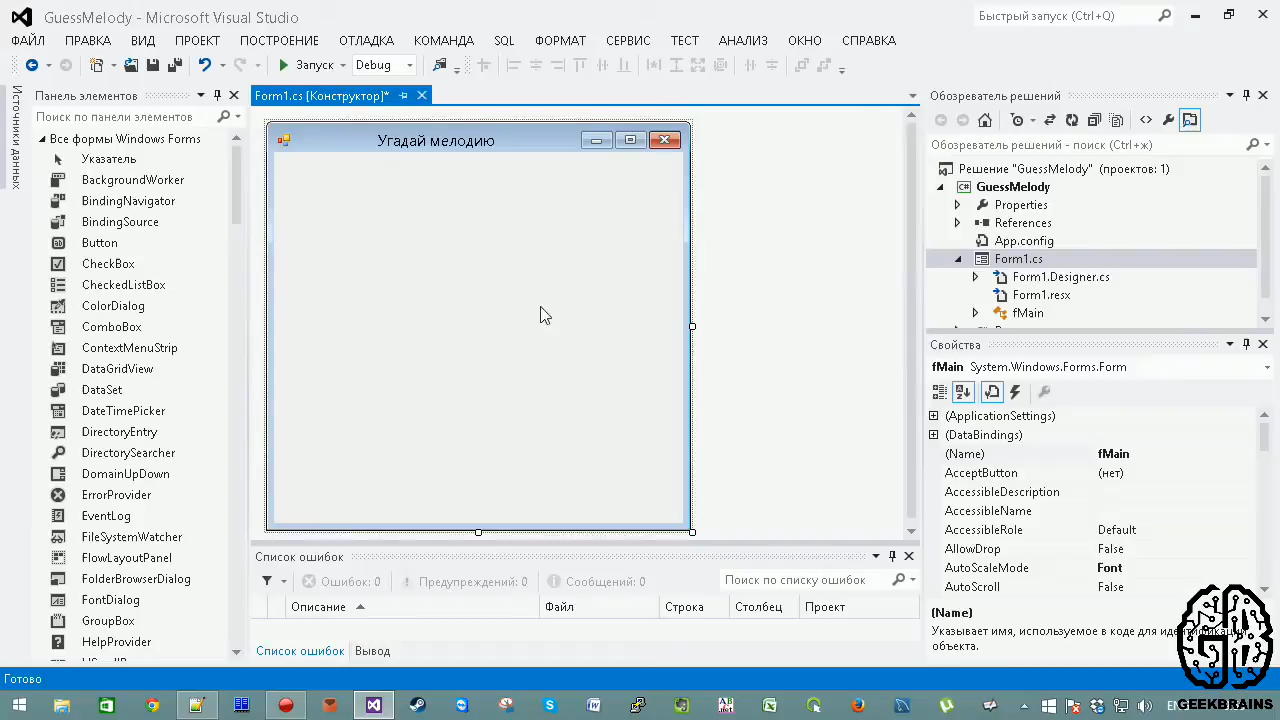 GuessMelody - Microsoft Visual Studio
Быстрый запуск (Ctrl+Q)
ФАЙЛ ПРАВКА ВИД ПРОЕКТ ПОСТРОЕНИЕ ОТЛАДКА КОМАНДА SQL ФОРМАТ СЕРВИС ТЕСТ АНАЛИЗ ОКНО СПРАВКА
Запуск Debug
Источники данных
Панель элементов
Поиск по панели элементов
Все формы Windows Forms
Указатель
BackgroundWorker
BindingNavigator
BindingSource
Button
CheckBox
CheckedListBox
ColorDialog
ComboBox
ContextMenuStrip
DataGridView
DataSet
DateTimePicker
DirectoryEntry
DirectorySearcher
DomainUpDown
ErrorProvider
EventLog
FileSystemWatcher
FlowLayoutPanel
FolderBrowserDialog
FontDialog
GroupBox
HelpProvider
Form1.cs [Конструктор]*
Угадай мелодию
Список ошибок
Ошибок: 0 Предупреждений: 0 Сообщений: 0 Поиск по списку ошибок
Описание Файл Строка Столбец Проект
Список ошибок Вывод
Обозреватель решений
Обозреватель решений - поиск (Ctrl+ж)
Решение "GuessMelody" (проектов: 1)
GuessMelody
Properties
References
App.config
Form1.cs
Form1.Designer.cs
Form1.resx
fMain
Свойства
fMain System.Windows.Forms.Form
(ApplicationSettings)
(DataBindings)
(Name) fMain
AcceptButton (нет)
AccessibleDescription
AccessibleName
AccessibleRole Default
AllowDrop False
AutoScaleMode Font
AutoScroll False
(Name)
Указывает имя, используемое в коде для идентификации
объекта.
Готово
GEEKBRAINS